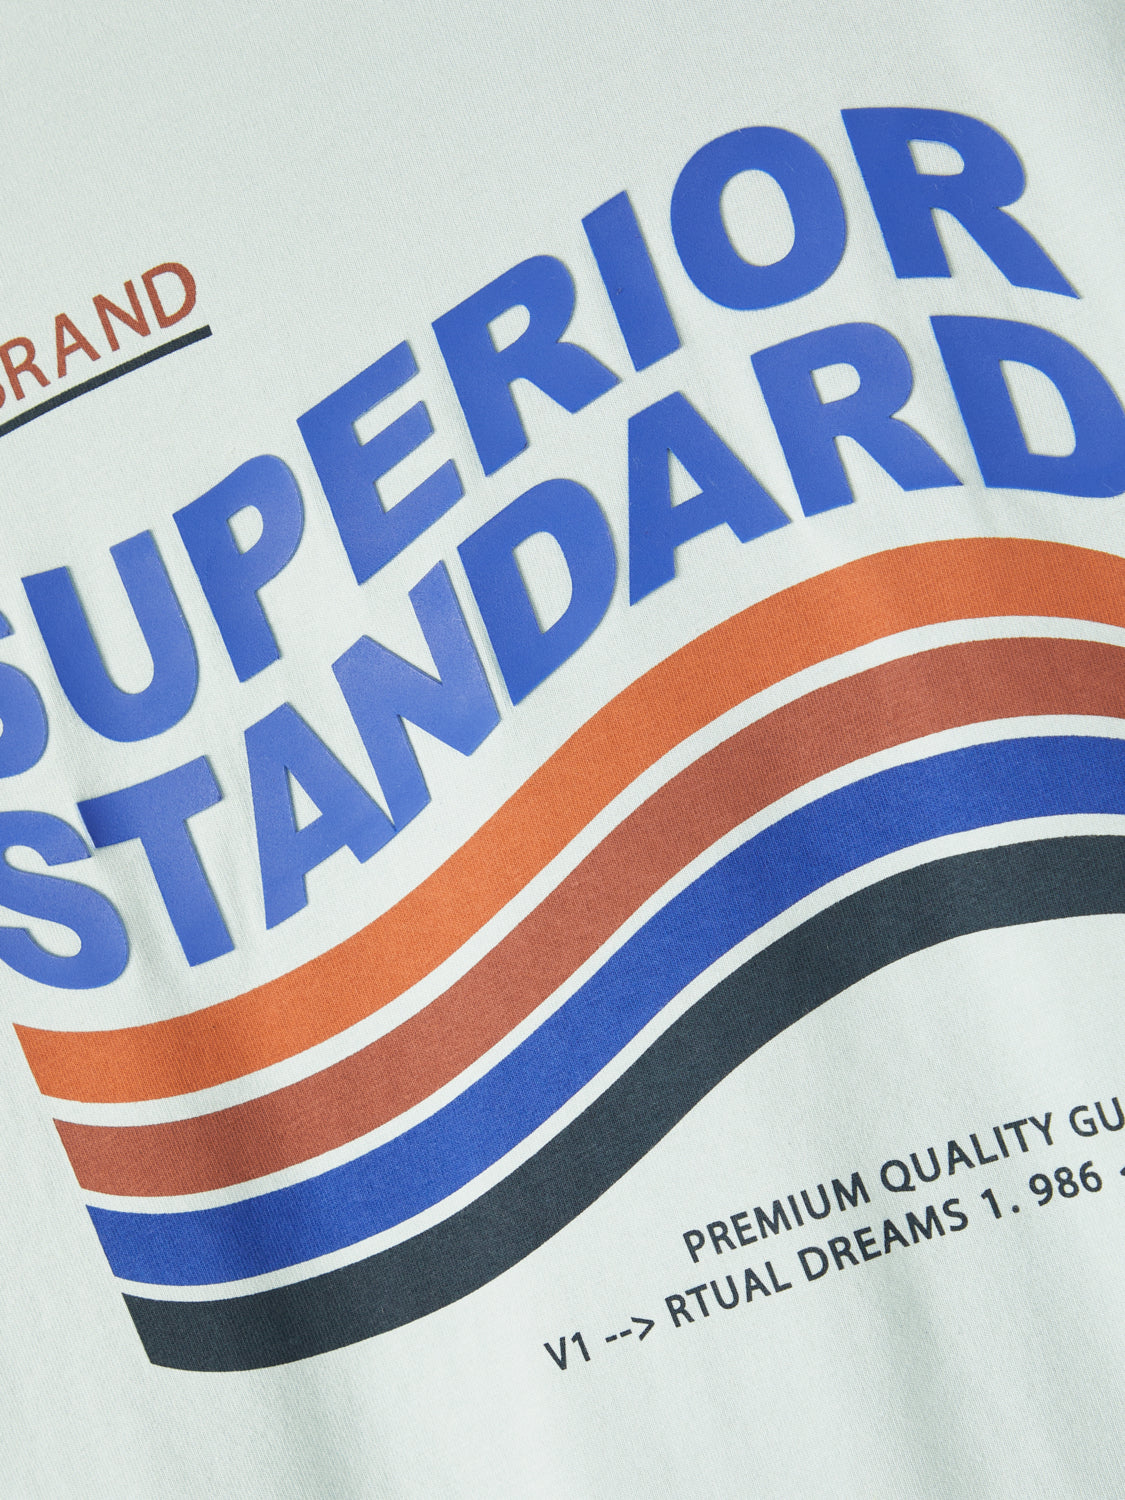 BRAND
SUPERIOR
STANDARD
PREMIUM QUALITY GU
V1 --> RTUAL DREAMS 1. 986 <